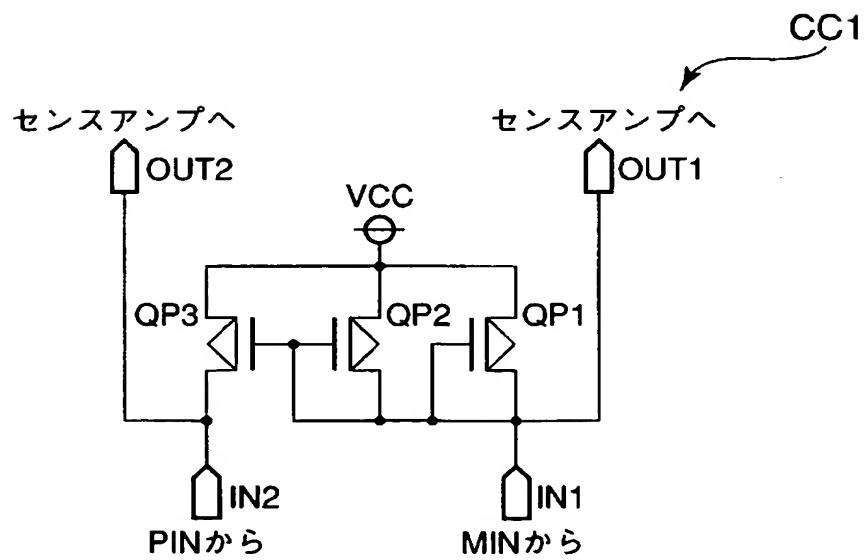 CC1
センスアンプへ
センスアンプへ
OUT2
OUT1
VCC
QP3
QP2
QP1
IN2
IN1
PINから
MINから